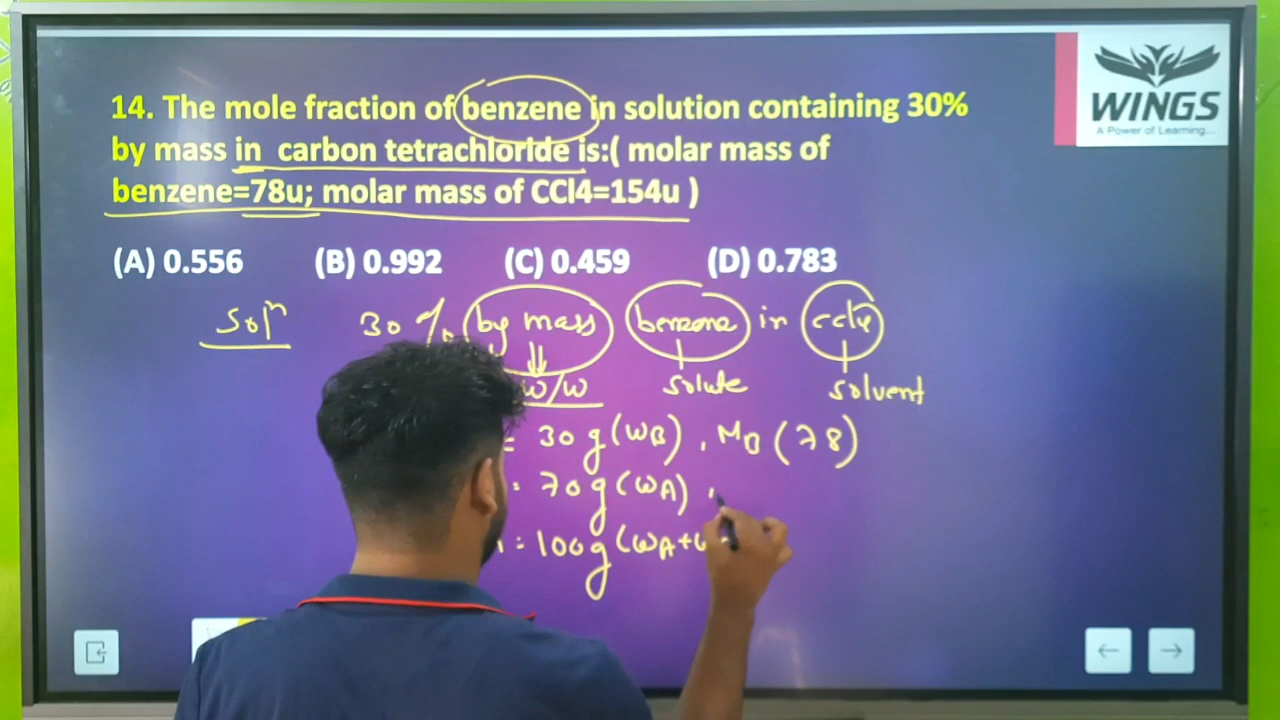 14. The mole fraction of benzene in solution containing 30%
by mass in carbon tetrachloride is:( molar mass of
benzene=78u; molar mass of CCl4=154u )
(A) 0.556 (B) 0.992 (C) 0.459 (D) 0.783
Solⁿ 30 % by mass benzene in ccl4
w/w solute solvent
= 30 g (WB) , MB (78)
= 70 g (WA) ,
= 100 g (WA+
WINGS
A Power of Learning...